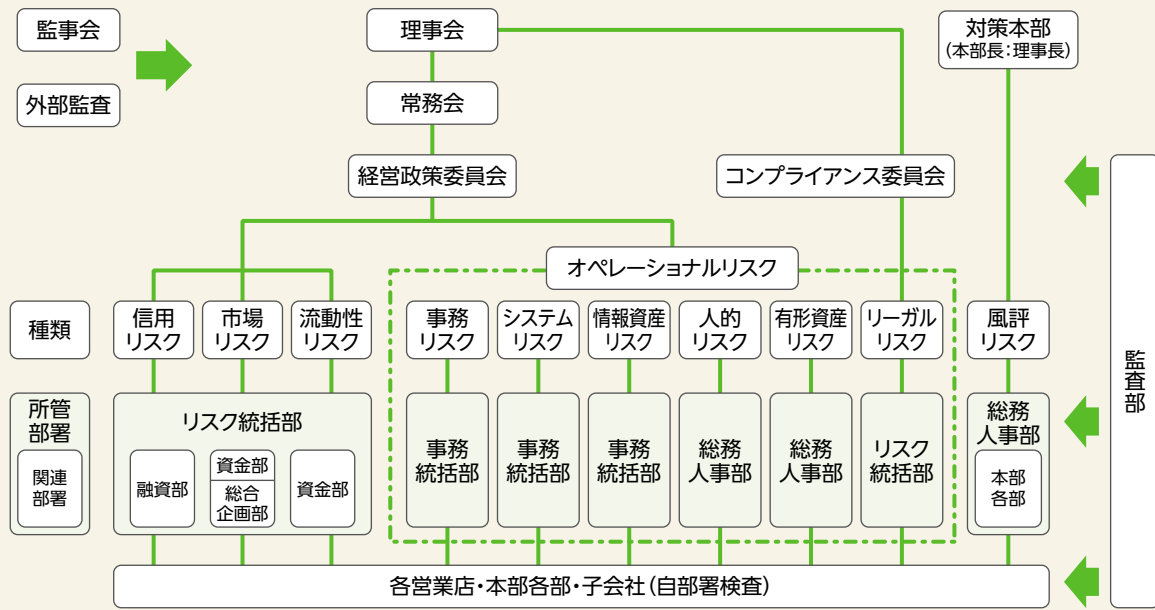 監事会
外部監査
理事会
常務会
経営政策委員会
コンプライアンス委員会
対策本部
(本部長:理事長)
監査部
オペレーショナルリスク
種類
信用
リスク
市場
リスク
流動性
リスク
事務
リスク
システム
リスク
情報資産
リスク
人的
リスク
有形資産
リスク
リーガル
リスク
風評
リスク
所管
部署
関連
部署
リスク統括部
融資部
資金部
総合
企画部
資金部
事務
統括部
事務
統括部
事務
統括部
総務
人事部
総務
人事部
リスク
統括部
総務
人事部
本部
各部
各営業店・本部各部・子会社(自部署検査)